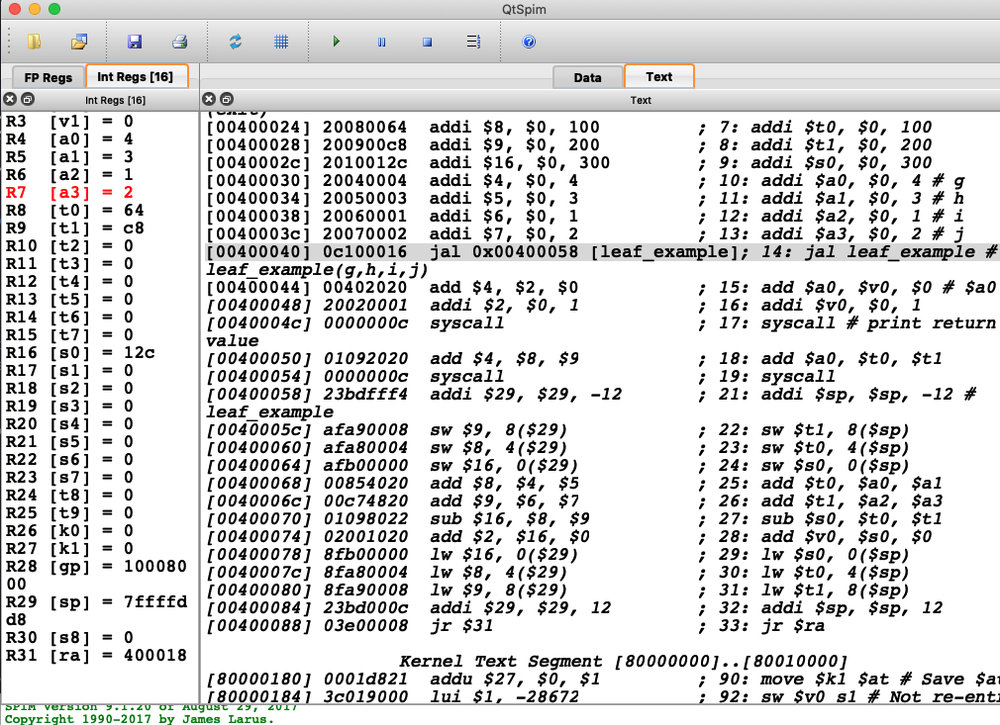 QtSpim
FP Regs
Int Regs [16]
Data
Text
Int Regs [16]
Text
R3 [v1] = 0
R4 [a0] = 4
R5 [a1] = 3
R6 [a2] = 1
R7 [a3] = 2
R8 [t0] = 64
R9 [t1] = c8
R10 [t2] = 0
R11 [t3] = 0
R12 [t4] = 0
R13 [t5] = 0
R14 [t6] = 0
R15 [t7] = 0
R16 [s0] = 12c
R17 [s1] = 0
R18 [s2] = 0
R19 [s3] = 0
R20 [s4] = 0
R21 [s5] = 0
R22 [s6] = 0
R23 [s7] = 0
R24 [t8] = 0
R25 [t9] = 0
R26 [k0] = 0
R27 [k1] = 0
R28 [gp] = 100080
00
R29 [sp] = 7ffffd
d8
R30 [s8] = 0
R31 [ra] = 400018
(exit)
[00400024] 20080064 addi $8, $0, 100 ; 7: addi $t0, $0, 100
[00400028] 200900c8 addi $9, $0, 200 ; 8: addi $t1, $0, 200
[0040002c] 2010012c addi $16, $0, 300 ; 9: addi $s0, $0, 300
[00400030] 20040004 addi $4, $0, 4 ; 10: addi $a0, $0, 4 # g
[00400034] 20050003 addi $5, $0, 3 ; 11: addi $a1, $0, 3 # h
[00400038] 20060001 addi $6, $0, 1 ; 12: addi $a2, $0, 1 # i
[0040003c] 20070002 addi $7, $0, 2 ; 13: addi $a3, $0, 2 # j
[00400040] 0c100016 jal 0x00400058 [leaf_example]; 14: jal leaf_example #
leaf_example(g,h,i,j)
[00400044] 00402020 add $4, $2, $0 ; 15: add $a0, $v0, $0 # $a0
[00400048] 20020001 addi $2, $0, 1 ; 16: addi $v0, $0, 1
[0040004c] 0000000c syscall ; 17: syscall # print return
value
[00400050] 01092020 add $4, $8, $9 ; 18: add $a0, $t0, $t1
[00400054] 0000000c syscall ; 19: syscall
[00400058] 23bdfff4 addi $29, $29, -12 ; 21: addi $sp, $sp, -12 #
leaf_example
[0040005c] afa90008 sw $9, 8($29) ; 22: sw $t1, 8($sp)
[00400060] afa80004 sw $8, 4($29) ; 23: sw $t0, 4($sp)
[00400064] afb00000 sw $16, 0($29) ; 24: sw $s0, 0($sp)
[00400068] 00854020 add $8, $4, $5 ; 25: add $t0, $a0, $a1
[0040006c] 00c74820 add $9, $6, $7 ; 26: add $t1, $a2, $a3
[00400070] 01098022 sub $16, $8, $9 ; 27: sub $s0, $t0, $t1
[00400074] 02001020 add $2, $16, $0 ; 28: add $v0, $s0, $0
[00400078] 8fb00000 lw $16, 0($29) ; 29: lw $s0, 0($sp)
[0040007c] 8fa80004 lw $8, 4($29) ; 30: lw $t0, 4($sp)
[00400080] 8fa90008 lw $9, 8($29) ; 31: lw $t1, 8($sp)
[00400084] 23bd000c addi $29, $29, 12 ; 32: addi $sp, $sp, 12
[00400088] 03e00008 jr $31 ; 33: jr $ra
Kernel Text Segment [80000000]..[80010000]
[80000180] 0001d821 addu $27, $0, $1 ; 90: move $k1 $at # Save $at
[80000184] 3c019000 lui $1, -28672 ; 92: sw $v0 s1 # Not re-ent
SPIM Version 9.1.20 of August 29, 2017
Copyright 1990-2017 by James Larus.